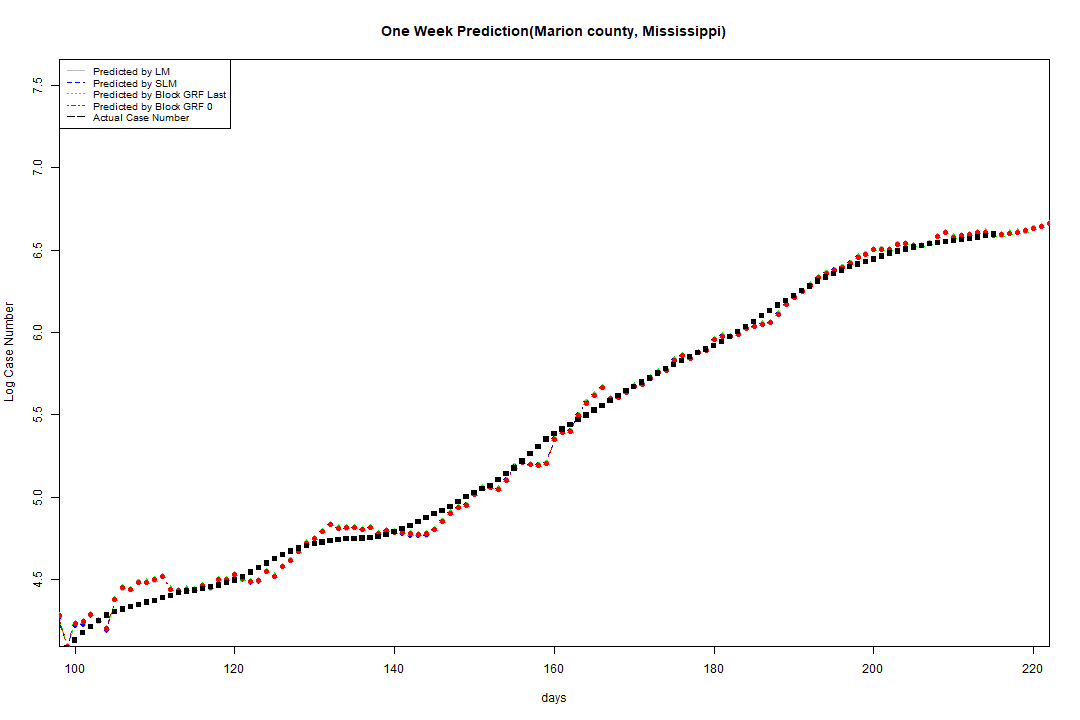 One Week Prediction(Marion county, Mississippi)
Predicted by LM
Predicted by SLM
Predicted by Block GRF Last
Predicted by Block GRF 0
Actual Case Number
7.5
7.0
6.5
6.0
5.5
5.0
4.5
Log Case Number
100 120 140 160 180 200 220
days